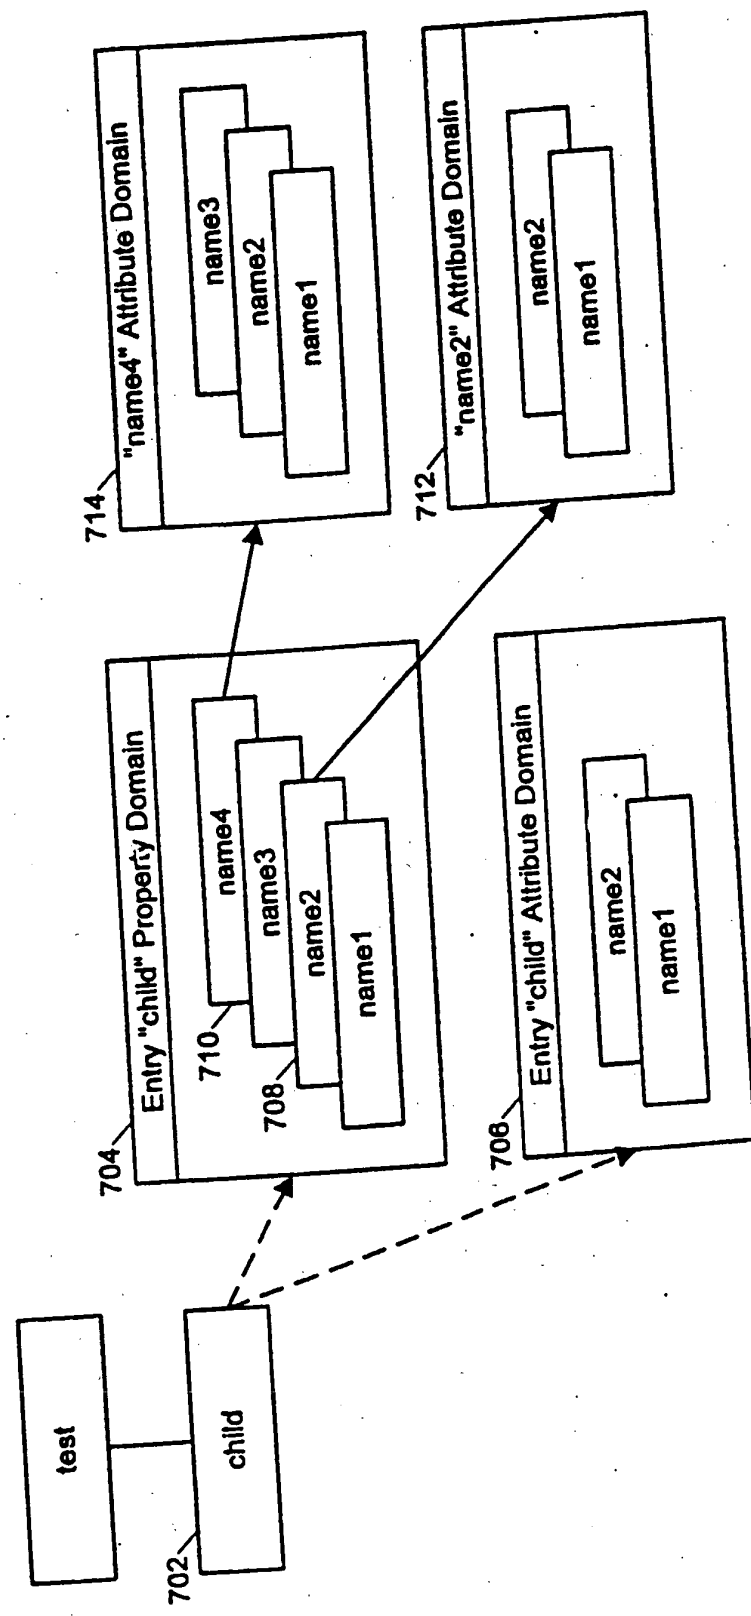 test
702
child
704
Entry "child" Property Domain
710
name4
name3
708
name2
name1
706
Entry "child" Attribute Domain
name2
name1
714
"name4" Attribute Domain
name3
name2
name1
712
"name2" Attribute Domain
name2
name1